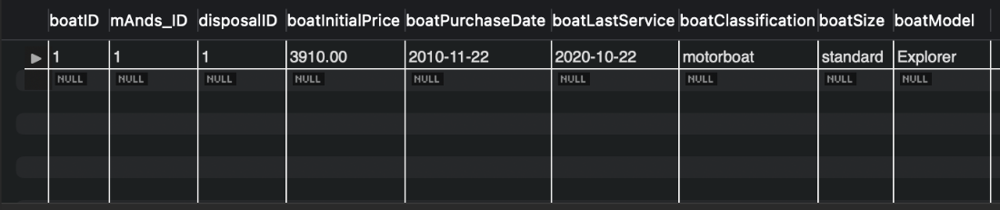 boatID mAnds_ID disposalID boatInitialPrice boatPurchaseDate boatLastService boatClassification boatSize boatModel
1 1 1 3910.00 2010-11-22 2020-10-22 motorboat standard Explorer
NULL NULL NULL NULL NULL NULL NULL NULL NULL